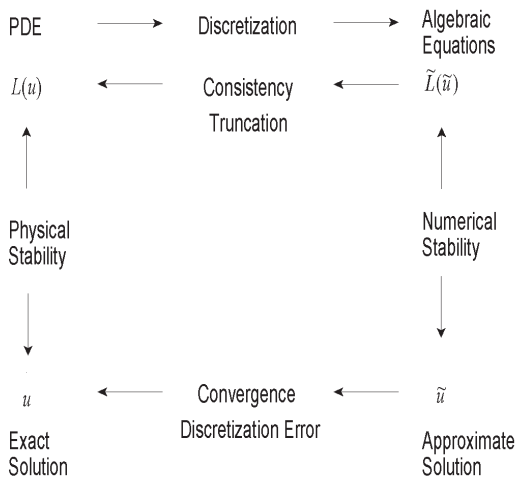 PDE
Discretization
Algebraic
Equations
L(u)
Consistency
Truncation
L̃(ũ)
Physical
Stability
Numerical
Stability
u
Convergence
Discretization Error
ũ
Exact
Solution
Approximate
Solution